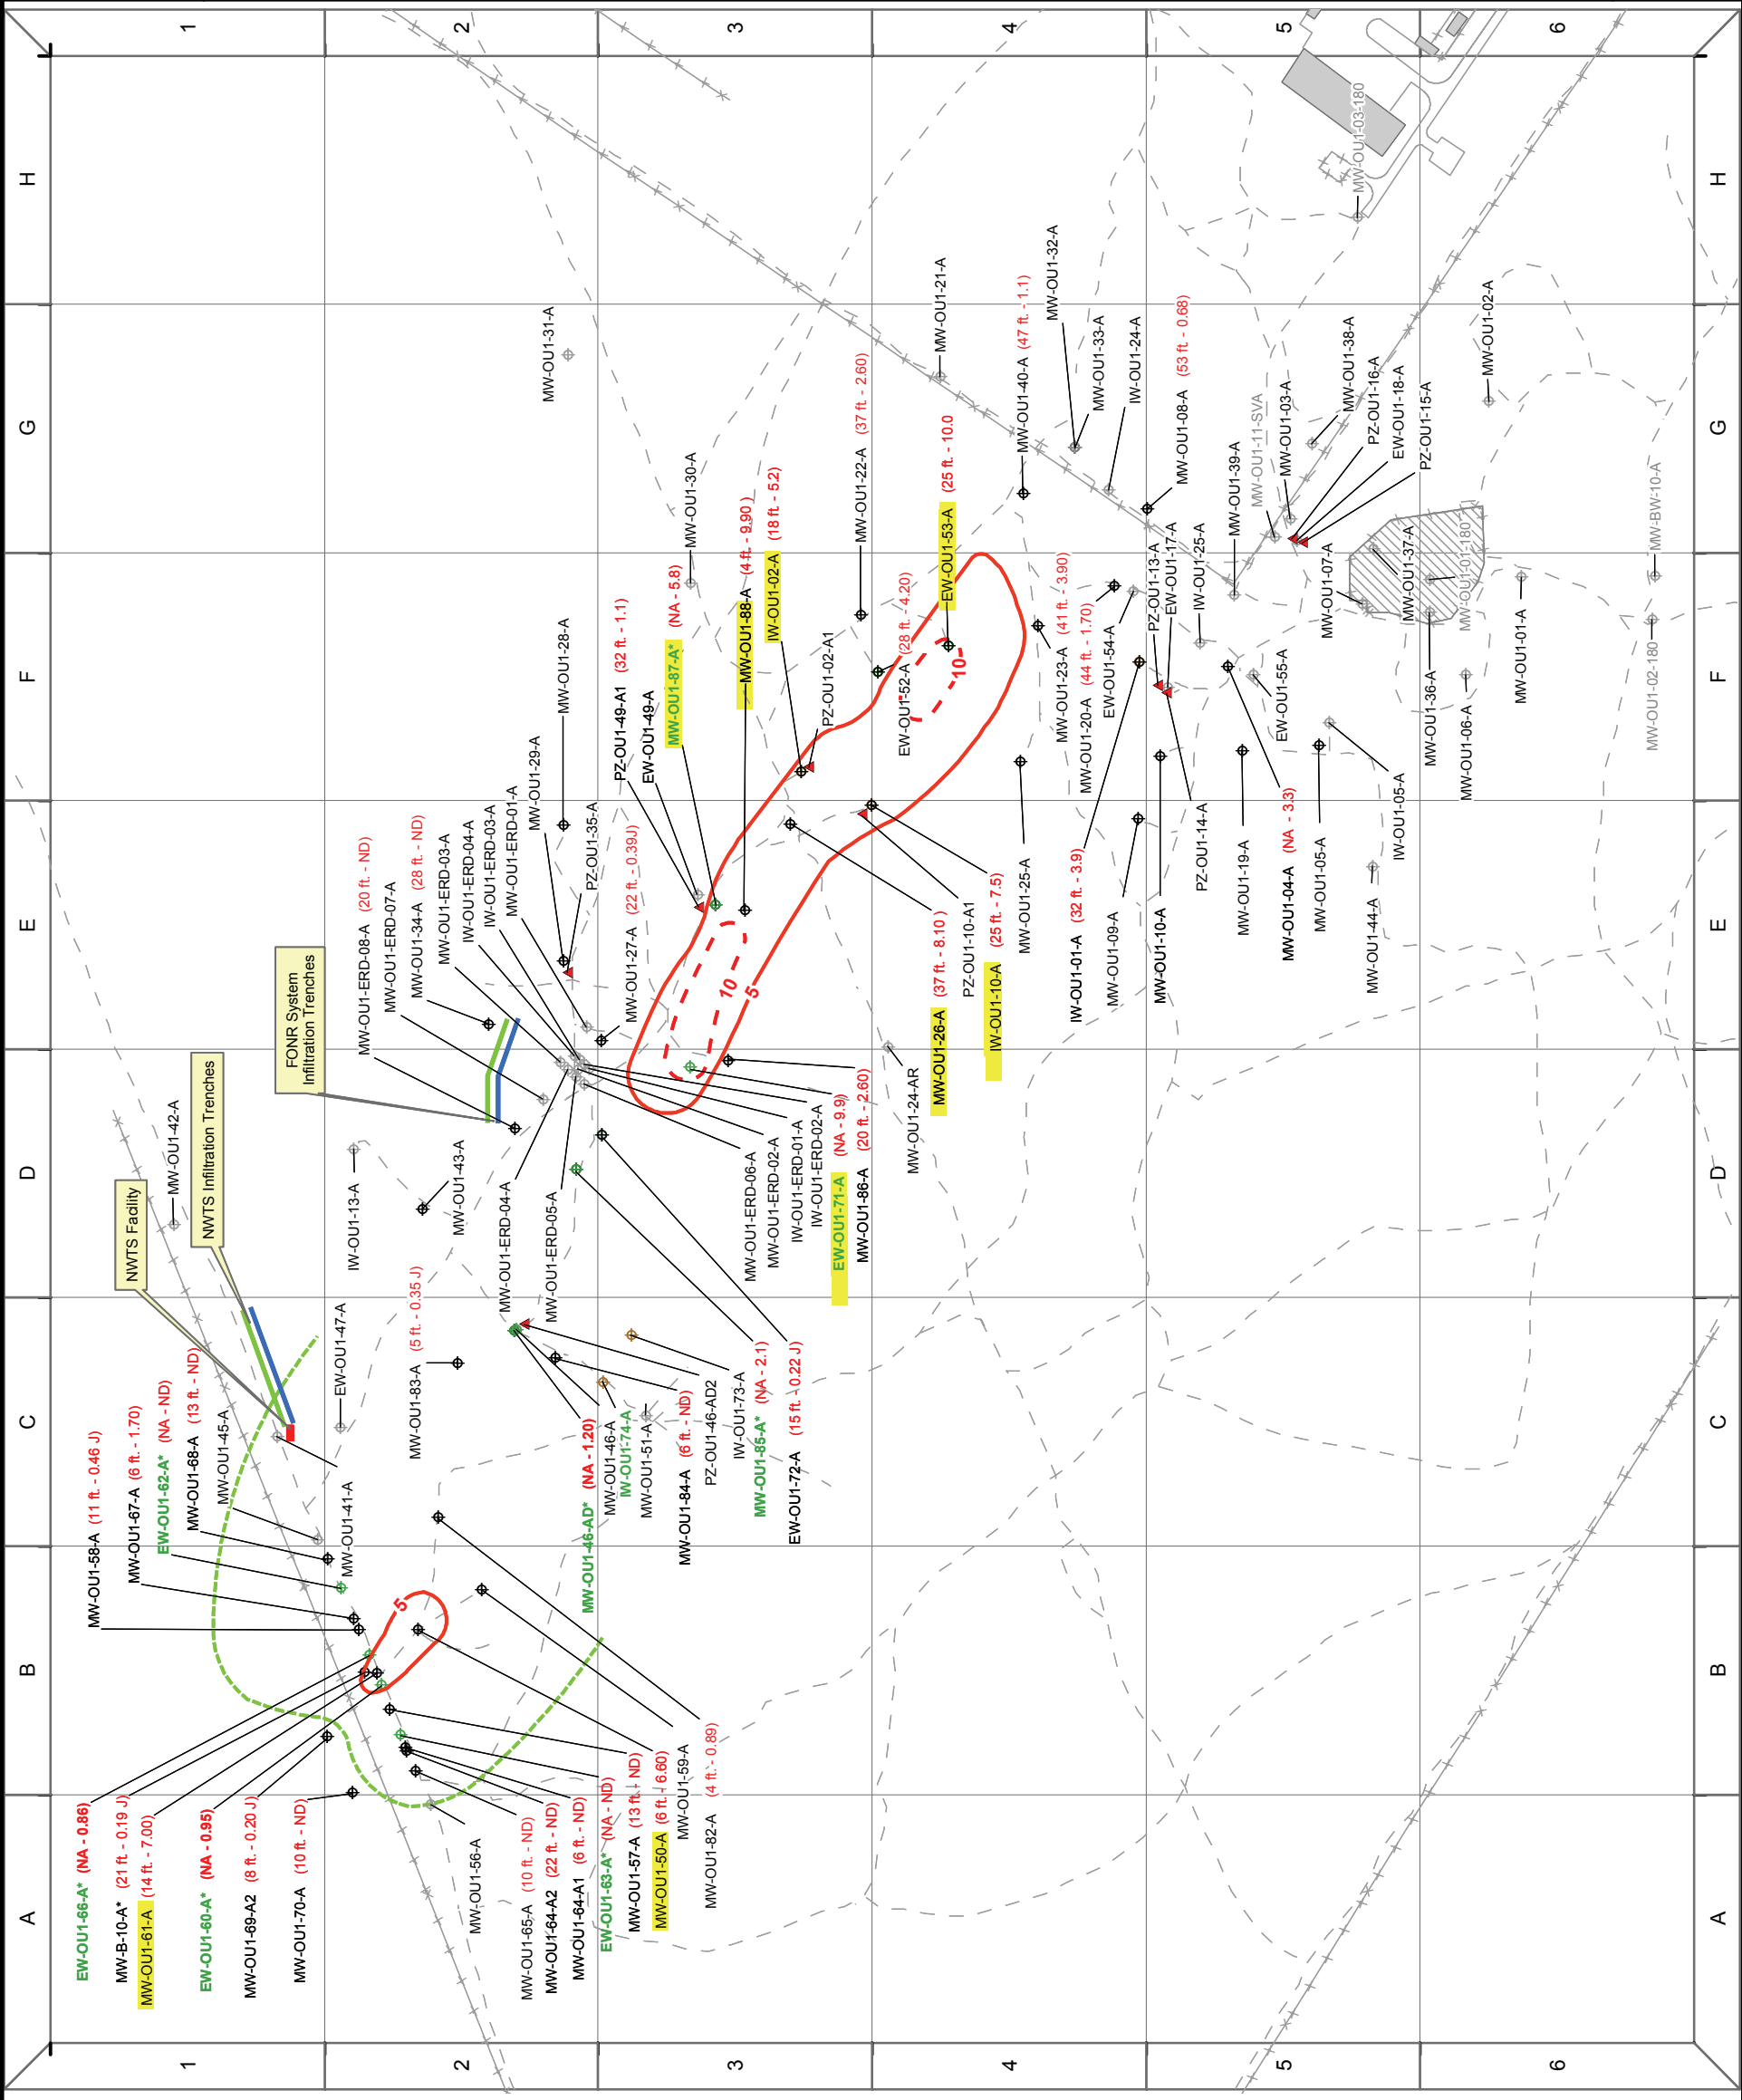 1
2
3
4
5
6
H
G
F
E
D
C
B
A
H
G
F
E
D
C
B
A
1
2
3
4
5
6
NWTS Facility
NWTS Infiltration Trenches
FONR System
Infiltration Trenches
MW-OU1-58-A (11 ft. - 0.46 J)
MW-OU1-67-A (6 ft. - 1.70)
EW-OU1-62-A* (NA - ND)
MW-OU1-68-A (13 ft. - ND)
MW-OU1-45-A
MW-OU1-41-A
EW-OU1-47-A
MW-OU1-42-A
IW-OU1-13-A
MW-OU1-43-A
MW-OU1-83-A (5 ft. - 0.35 J)
EW-OU1-66-A* (NA - 0.86)
MW-B-10-A* (21 ft. - 0.19 J)
MW-OU1-61-A (14 ft. - 7.00)
EW-OU1-60-A* (NA - 0.95)
MW-OU1-69-A2 (8 ft. - 0.20 J)
MW-OU1-70-A (10 ft. - ND)
MW-OU1-56-A
MW-OU1-65-A (10 ft. - ND)
MW-OU1-64-A2 (22 ft. - ND)
MW-OU1-64-A1 (6 ft. - ND)
EW-OU1-63-A* (NA - ND)
MW-OU1-57-A (13 ft. - ND)
MW-OU1-50-A (6 ft. - 6.60)
MW-OU1-59-A
MW-OU1-82-A (4 ft. - 0.89)
5
MW-OU1-46-AD* (NA - 1.20)
MW-OU1-46-A
IW-OU1-74-A
MW-OU1-51-A
MW-OU1-84-A (6 ft. - ND)
PZ-OU1-46-AD2
IW-OU1-73-A
MW-OU1-85-A* (NA - 2.1)
EW-OU1-72-A (15 ft. - 0.22 J)
MW-OU1-ERD-04-A
MW-OU1-ERD-05-A
MW-OU1-ERD-06-A
MW-OU1-ERD-02-A
IW-OU1-ERD-01-A
IW-OU1-ERD-02-A
EW-OU1-71-A (NA - 9.9)
MW-OU1-86-A (20 ft. - 2.60)
MW-OU1-24-AR
MW-OU1-ERD-08-A (20 ft. - ND)
MW-OU1-ERD-07-A
MW-OU1-34-A (28 ft. - ND)
MW-OU1-ERD-03-A
IW-OU1-ERD-04-A
IW-OU1-ERD-03-A
MW-OU1-ERD-01-A
MW-OU1-29-A
MW-OU1-28-A
PZ-OU1-35-A
MW-OU1-27-A (22 ft. - 0.39J)
PZ-OU1-49-A1 (32 ft. - 1.1)
EW-OU1-49-A
MW-OU1-87-A* (NA - 5.8)
MW-OU1-30-A
MW-OU1-31-A
MW-OU1-88-A (4 ft. - 9.90 )
IW-OU1-02-A (18 ft. - 5.2)
PZ-OU1-02-A1
MW-OU1-22-A (37 ft. - 2.60)
EW-OU1-52-A (28 ft. - 4.20)
EW-OU1-53-A (25 ft. - 10.0
10
5
10
MW-OU1-26-A (37 ft. - 8.10 )
PZ-OU1-10-A1
IW-OU1-10-A (25 ft. - 7.5)
MW-OU1-25-A
MW-OU1-21-A
MW-OU1-40-A (47 ft. - 1.1)
MW-OU1-32-A
MW-OU1-33-A
IW-OU1-24-A
MW-OU1-08-A (53 ft. - 0.68)
MW-OU1-23-A (41 ft. - 3.90)
MW-OU1-20-A (44 ft. - 1.70)
EW-OU1-54-A
PZ-OU1-13-A
EW-OU1-17-A
IW-OU1-25-A
IW-OU1-01-A (32 ft. - 3.9)
MW-OU1-09-A
MW-OU1-10-A
PZ-OU1-14-A
MW-OU1-19-A
MW-OU1-04-A (NA - 3.3)
MW-OU1-05-A
MW-OU1-44-A
IW-OU1-05-A
EW-OU1-55-A
MW-OU1-39-A
MW-OU1-11-SVA
MW-OU1-03-A
MW-OU1-38-A
PZ-OU1-16-A
EW-OU1-18-A
PZ-OU1-15-A
MW-OU1-07-A
MW-OU1-37-A
MW-OU1-36-A
MW-OU1-01-180
MW-OU1-06-A
MW-OU1-01-A
MW-OU1-02-A
MW-OU1-02-180
MW-BW-10-A
MW-OU1-03-180